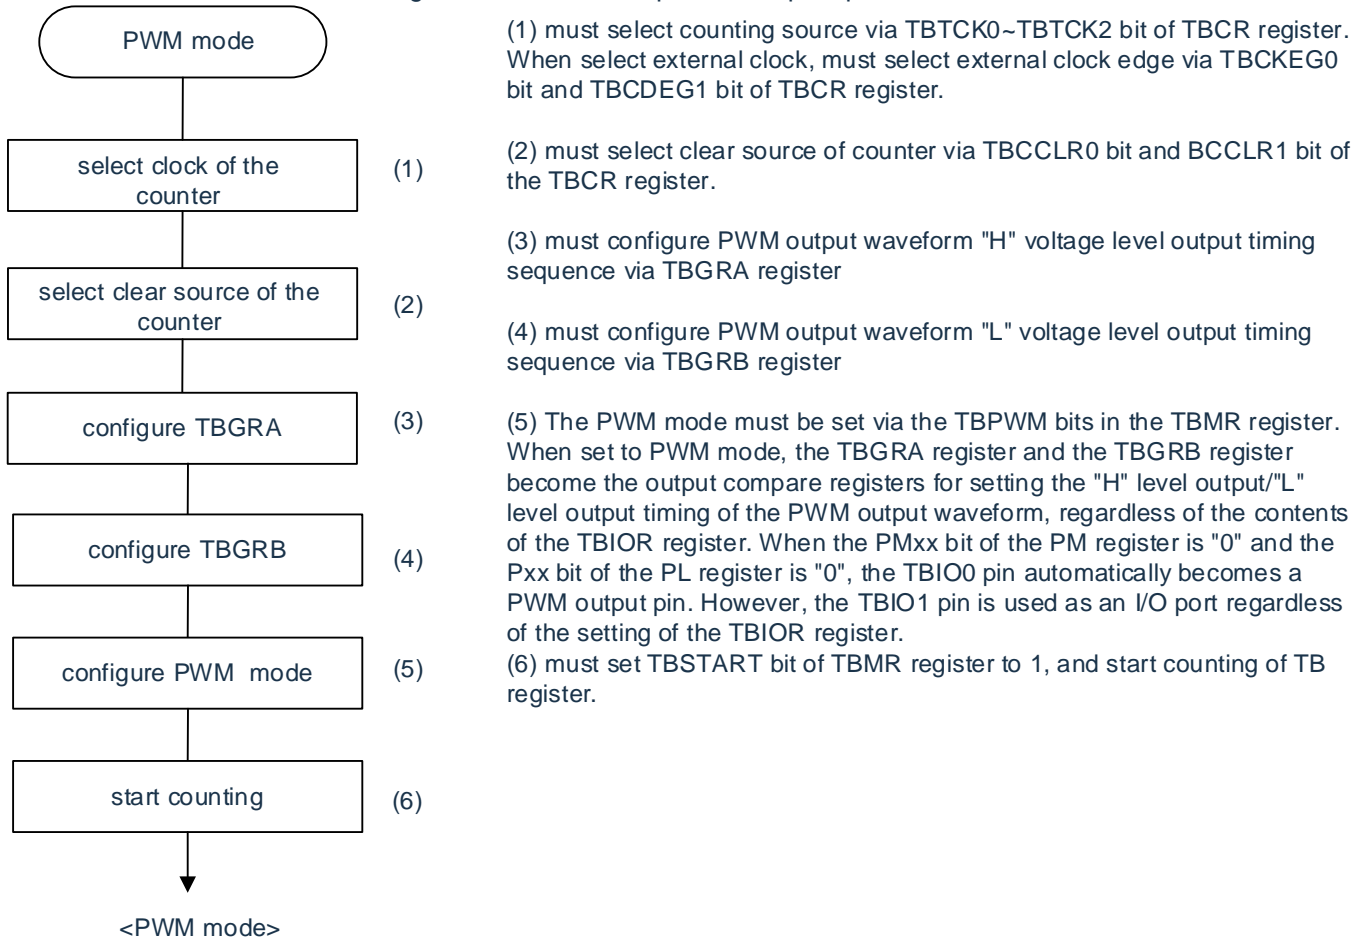 PWM mode
select clock of the
counter
(1)
select clear source of the
counter
(2)
configure TBGRA
(3)
configure TBGRB
(4)
configure PWM mode
(5)
start counting
(6)
<PWM mode>
(1) must select counting source via TBTCK0~TBTCK2 bit of TBCR register.
When select external clock, must select external clock edge via TBCKEG0
bit and TBCDEG1 bit of TBCR register.
(2) must select clear source of counter via TBCCLR0 bit and BCCLR1 bit of
the TBCR register.
(3) must configure PWM output waveform "H" voltage level output timing
sequence via TBGRA register
(4) must configure PWM output waveform "L" voltage level output timing
sequence via TBGRB register
(5) The PWM mode must be set via the TBPWM bits in the TBMR register.
When set to PWM mode, the TBGRA register and the TBGRB register
become the output compare registers for setting the "H" level output/"L"
level output timing of the PWM output waveform, regardless of the contents
of the TBIOR register. When the PMxx bit of the PM register is "0" and the
Pxx bit of the PL register is "0", the TBIO0 pin automatically becomes a
PWM output pin. However, the TBIO1 pin is used as an I/O port regardless
of the setting of the TBIOR register.
(6) must set TBSTART bit of TBMR register to 1, and start counting of TB
register.